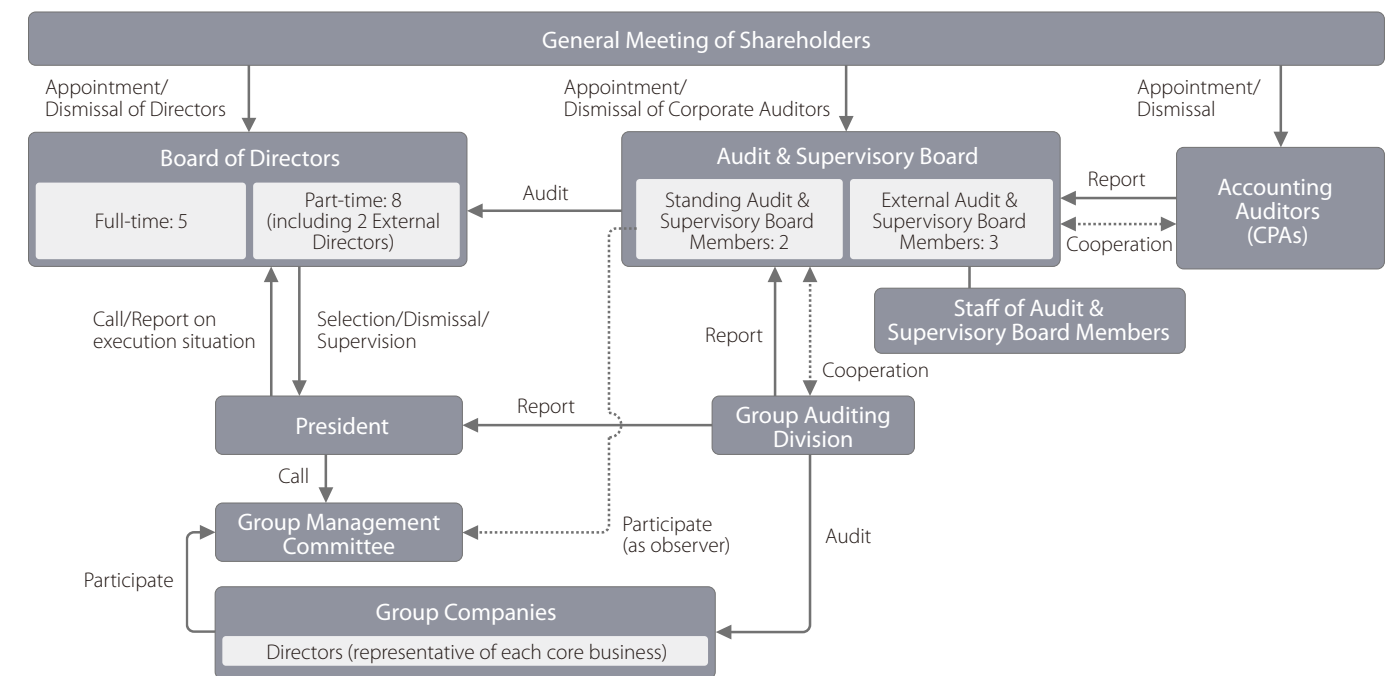 General Meeting of Shareholders
Appointment/
Dismissal of Directors
Appointment/
Dismissal of Corporate Auditors
Appointment/
Dismissal
Board of Directors
Full-time: 5
Part-time: 8
(including 2 External
Directors)
Audit
Audit & Supervisory Board
Standing Audit &
Supervisory Board
Members: 2
External Audit &
Supervisory Board
Members: 3
Report
Cooperation
Accounting
Auditors
(CPAs)
Staff of Audit &
Supervisory Board Members
Call/Report on
execution situation
Selection/Dismissal/
Supervision
Report
Cooperation
President
Report
Group Auditing
Division
Call
Group Management
Committee
Participate
(as observer)
Audit
Participate
Group Companies
Directors (representative of each core business)